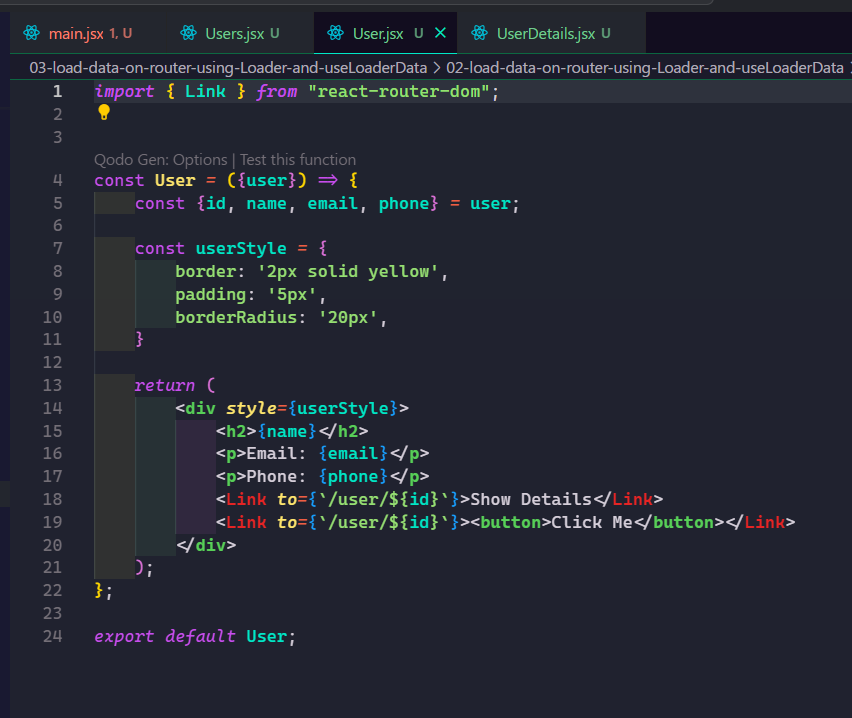 main.jsx 1, U Users.jsx U User.jsx U × UserDetails.jsx U
03-load-data-on-router-using-Loader-and-useLoaderData > 02-load-data-on-router-using-Loader-and-useLoaderData >
1 import { Link } from "react-router-dom";
2
3
Qodo Gen: Options | Test this function
4 const User = ({user}) => {
5 const {id, name, email, phone} = user;
6
7 const userStyle = {
8 border: '2px solid yellow',
9 padding: '5px',
10 borderRadius: '20px',
11 }
12
13 return (
14 <div style={userStyle}>
15 <h2>{name}</h2>
16 <p>Email: {email}</p>
17 <p>Phone: {phone}</p>
18 <Link to={`/user/${id}`}>Show Details</Link>
19 <Link to={`/user/${id}`}><button>Click Me</button></Link>
20 </div>
21 );
22 };
23
24 export default User;